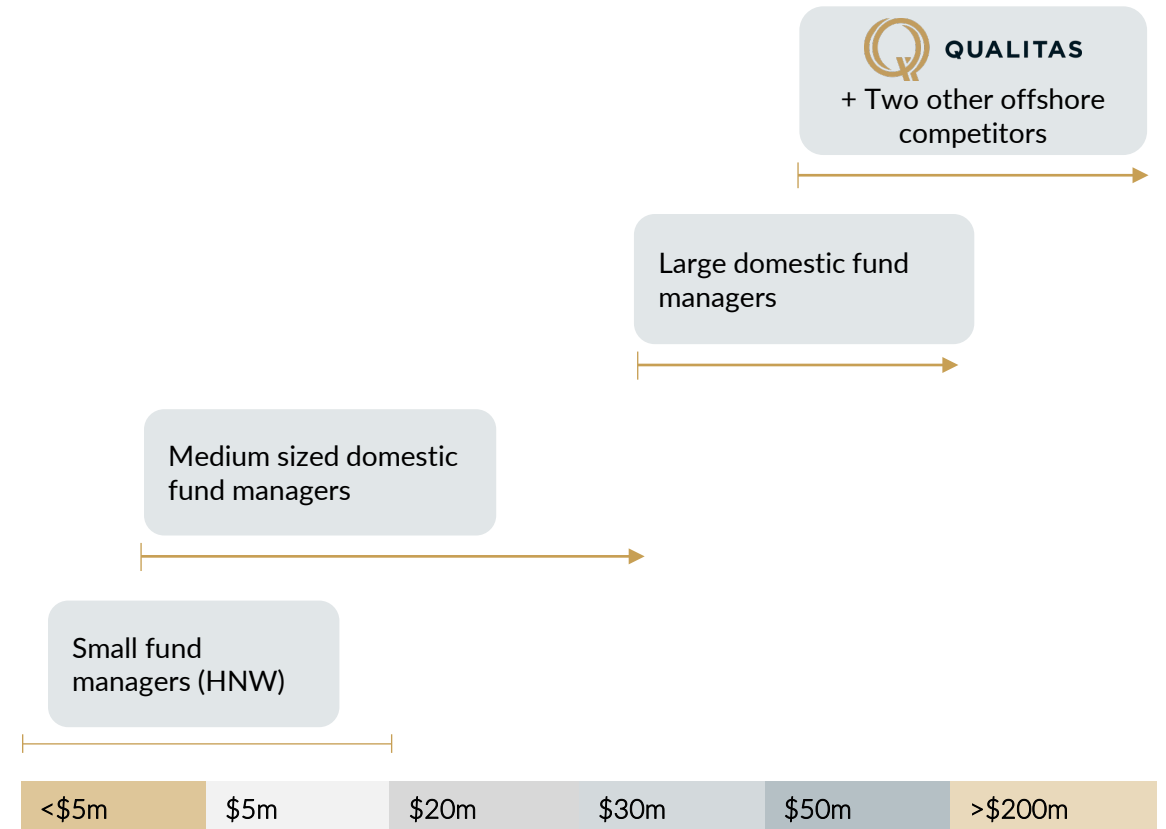 QUALITAS
+ Two other offshore
competitors
Large domestic fund
managers
Medium sized domestic
fund managers
Small fund
managers (HNW)
<$5m $5m $20m $30m $50m >$200m